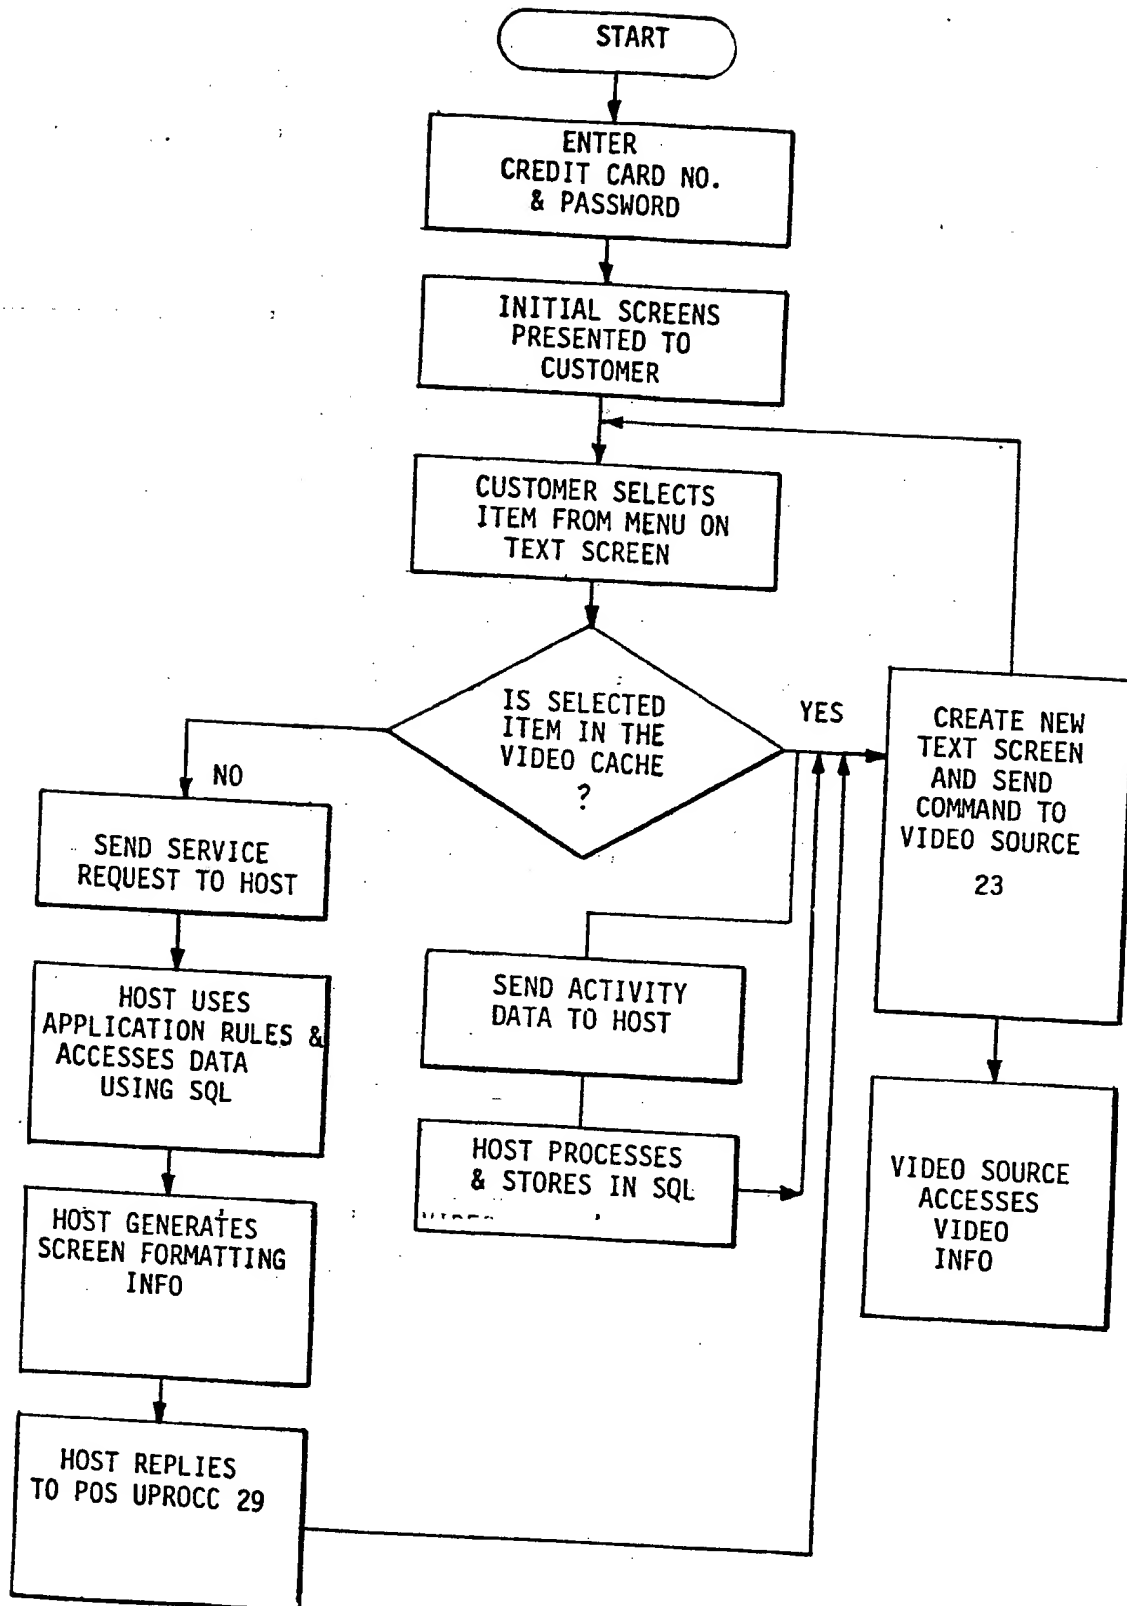 START
ENTER
CREDIT CARD NO.
& PASSWORD
INITIAL SCREENS
PRESENTED TO
CUSTOMER
CUSTOMER SELECTS
ITEM FROM MENU ON
TEXT SCREEN
IS SELECTED
ITEM IN THE
VIDEO CACHE
?
YES
NO
CREATE NEW
TEXT SCREEN
AND SEND
COMMAND TO
VIDEO SOURCE
23
SEND SERVICE
REQUEST TO HOST
HOST USES
APPLICATION RULES &
ACCESSES DATA
USING SQL
HOST GENERATES
SCREEN FORMATTING
INFO
HOST REPLIES
TO POS UPROCC 29
SEND ACTIVITY
DATA TO HOST
HOST PROCESSES
& STORES IN SQL
VIDEO SOURCE
ACCESSES
VIDEO
INFO